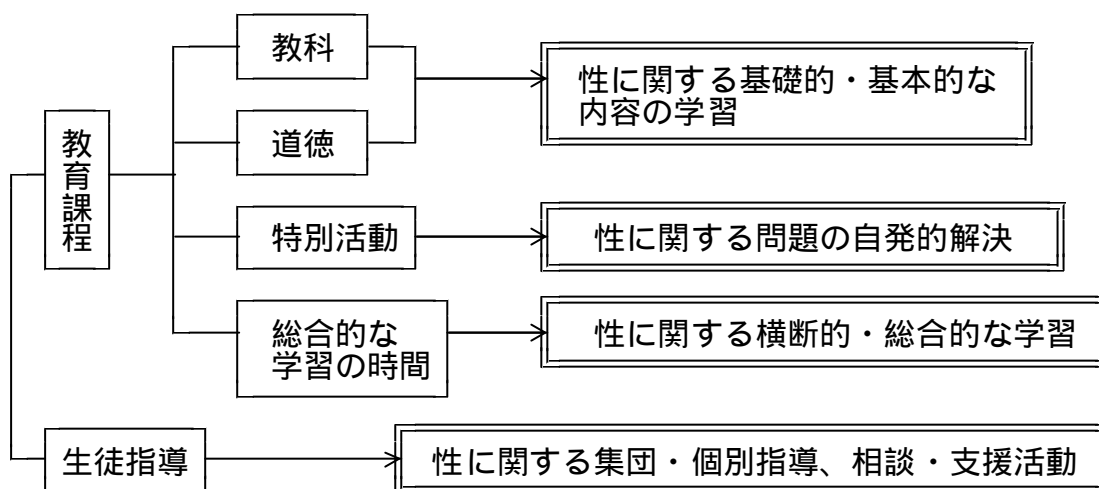 教科
性に関する基礎的・基本的な
内容の学習
道徳
教育課程
特別活動
性に関する問題の自発的解決
総合的な
学習の時間
性に関する横断的・総合的な学習
生徒指導
性に関する集団・個別指導、相談・支援活動